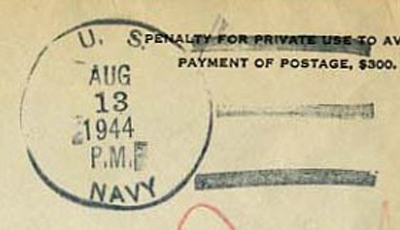 U. S.
PENALTY FOR PRIVATE USE TO AV
PAYMENT OF POSTAGE, $300.
AUG
13
1944
P.M.
NAVY